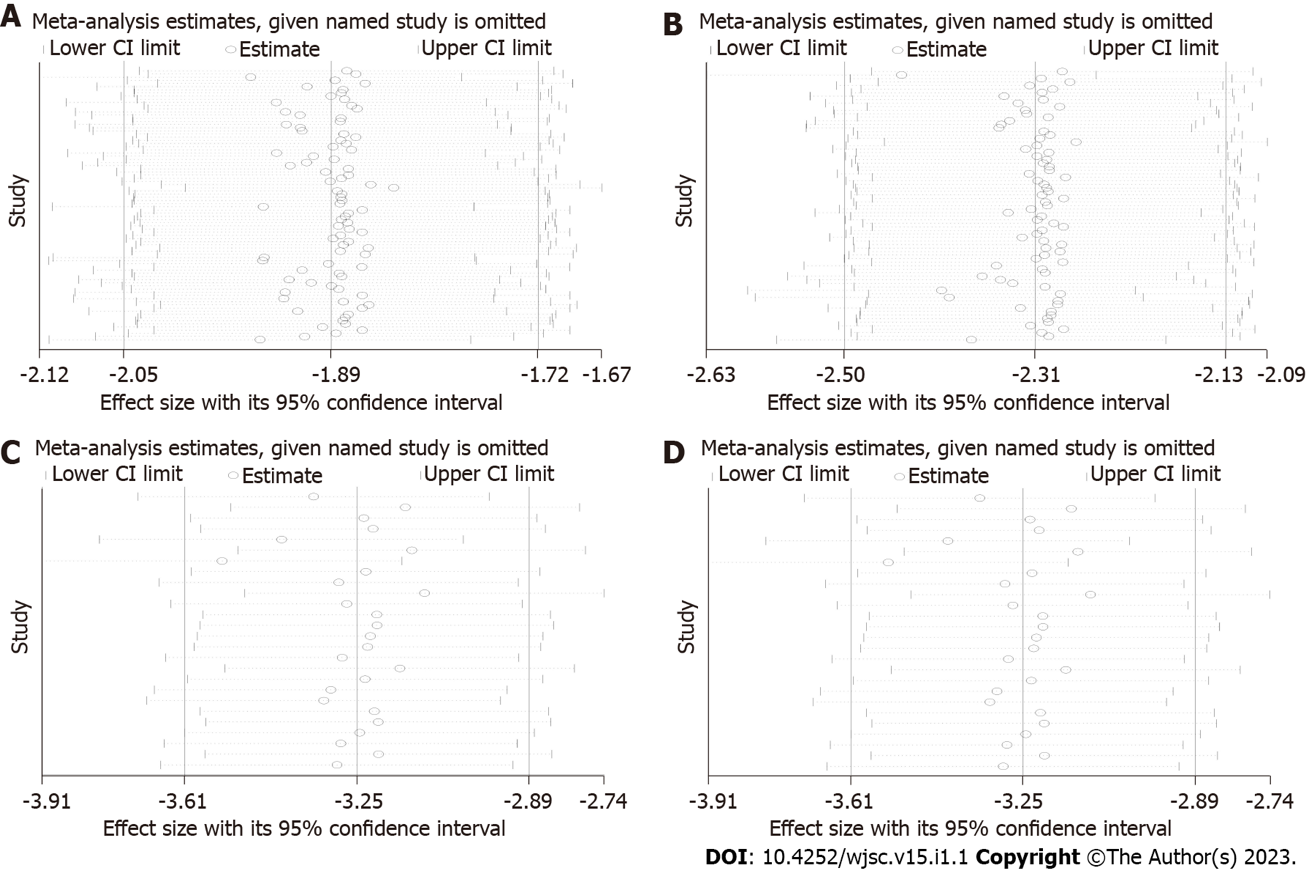 A Meta-analysis estimates, given named study is omitted
Lower CI limit Estimate Upper CI limit
Study
-2.12 -2.05 -1.89 -1.72 -1.67
Effect size with its 95% confidence interval
B Meta-analysis estimates, given named study is omitted
Lower CI limit Estimate Upper CI limit
Study
-2.63 -2.50 -2.31 -2.13 -2.09
Effect size with its 95% confidence interval
C Meta-analysis estimates, given named study is omitted
Lower CI limit Estimate Upper CI limit
Study
-3.91 -3.61 -3.25 -2.89 -2.74
Effect size with its 95% confidence interval
D Meta-analysis estimates, given named study is omitted
Lower CI limit Estimate Upper CI limit
Study
-3.91 -3.61 -3.25 -2.89 -2.74
Effect size with its 95% confidence interval
DOI: 10.4252/wjsc.v15.i1.1 Copyright ©The Author(s) 2023.